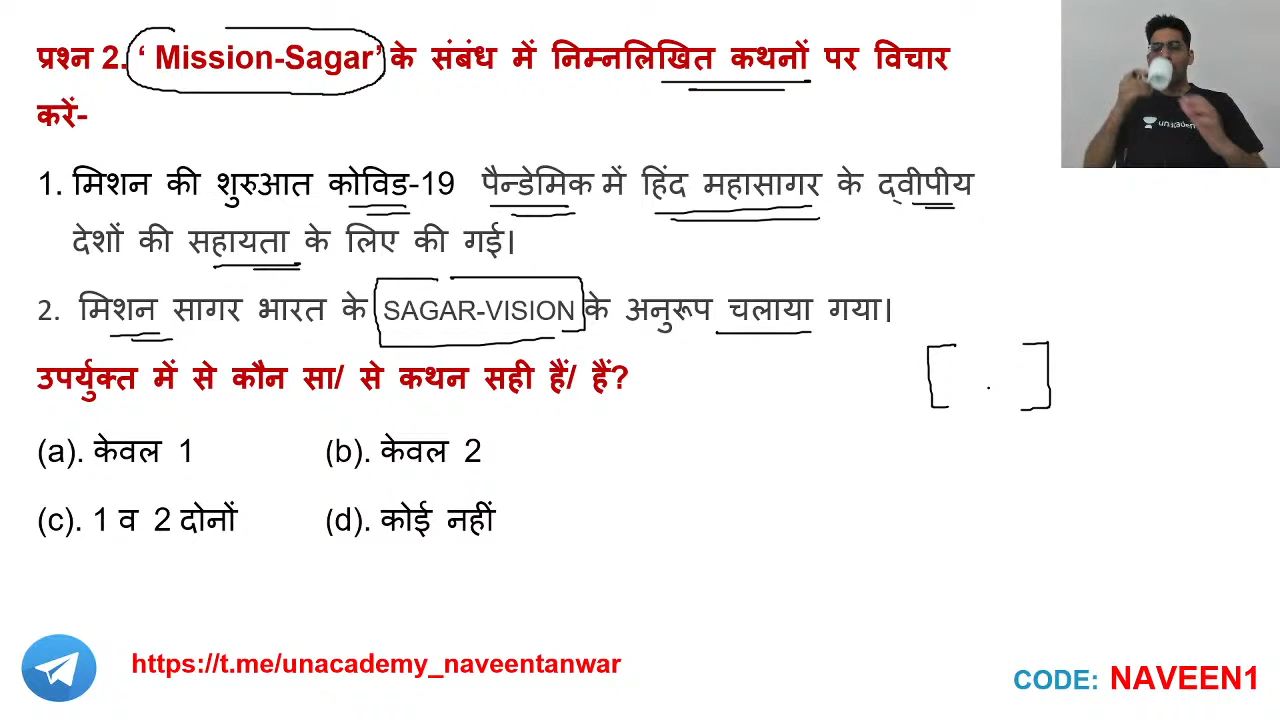 प्रश्न 2. ‘ Mission-Sagar’ के संबंध में निम्नलिखित कथनों पर विचार
करें-
1. मिशन की शुरुआत कोविड-19 पैन्डेमिक में हिंद महासागर के द्वीपीय
देशों की सहायता के लिए की गई।
2. मिशन सागर भारत के SAGAR-VISION के अनुरूप चलाया गया।
उपर्युक्त में से कौन सा/ से कथन सही हैं/ हैं?
(a). केवल 1 (b). केवल 2
(c). 1 व 2 दोनों (d). कोई नहीं
https://t.me/unacademy_naveentanwar
CODE: NAVEEN1
unacademy